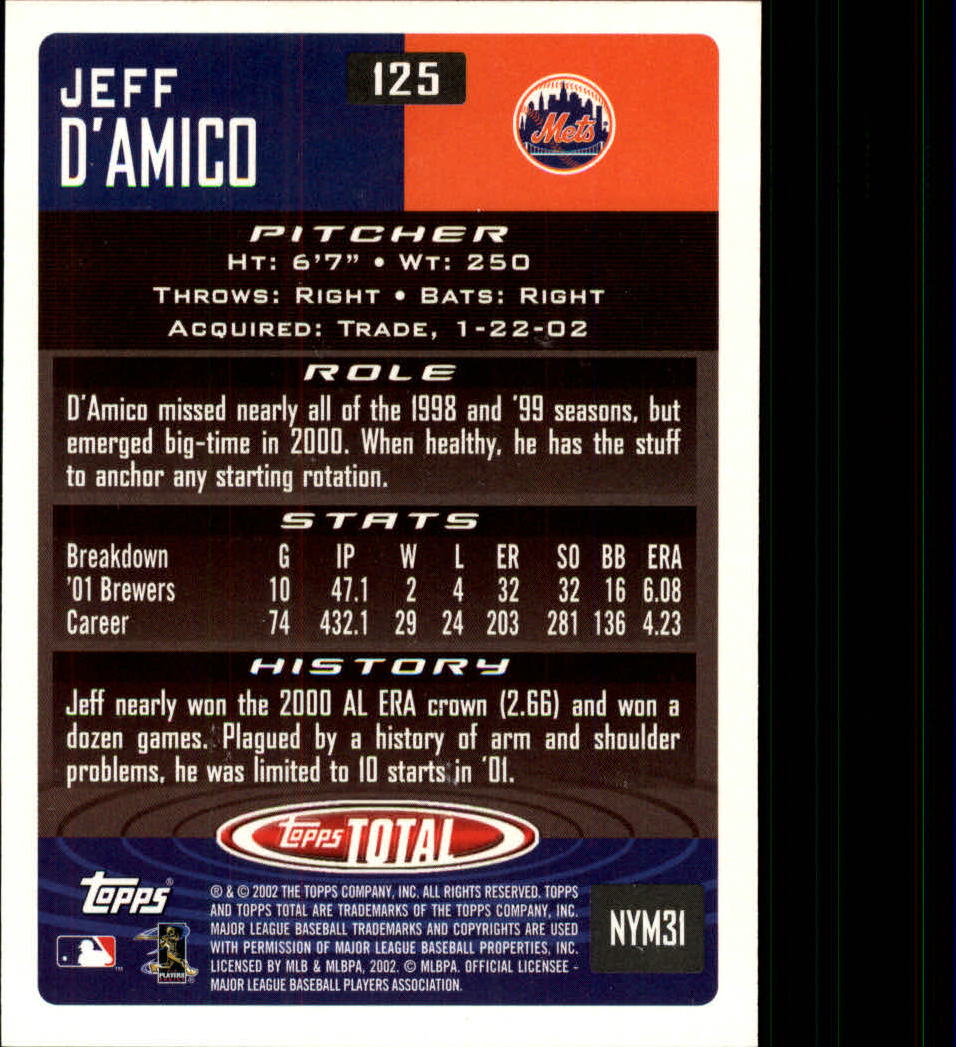 JEFF
D'AMICO
125
Mets
PITCHER
HT: 6'7" • WT: 250
THROWS: RIGHT • BATS: RIGHT
ACQUIRED: TRADE, 1-22-02
ROLE
D'Amico missed nearly all of the 1998 and '99 seasons, but
emerged big-time in 2000. When healthy, he has the stuff
to anchor any starting rotation.
STATS
Breakdown G IP W L ER SO BB ERA
'01 Brewers 10 47.1 2 4 32 32 16 6.08
Career 74 432.1 29 24 203 281 136 4.23
HISTORY
Jeff nearly won the 2000 AL ERA crown (2.66) and won a
dozen games. Plagued by a history of arm and shoulder
problems, he was limited to 10 starts in '01.
Topps TOTAL
Topps®
® & © 2002 THE TOPPS COMPANY, INC. ALL RIGHTS RESERVED. TOPPS
AND TOPPS TOTAL ARE TRADEMARKS OF THE TOPPS COMPANY, INC.
MAJOR LEAGUE BASEBALL TRADEMARKS AND COPYRIGHTS ARE USED
WITH PERMISSION OF MAJOR LEAGUE BASEBALL PROPERTIES, INC.
LICENSED BY MLB & MLBPA, 2002. © MLBPA. OFFICIAL LICENSEE -
MAJOR LEAGUE BASEBALL PLAYERS ASSOCIATION.
NYM31
PLAYERS